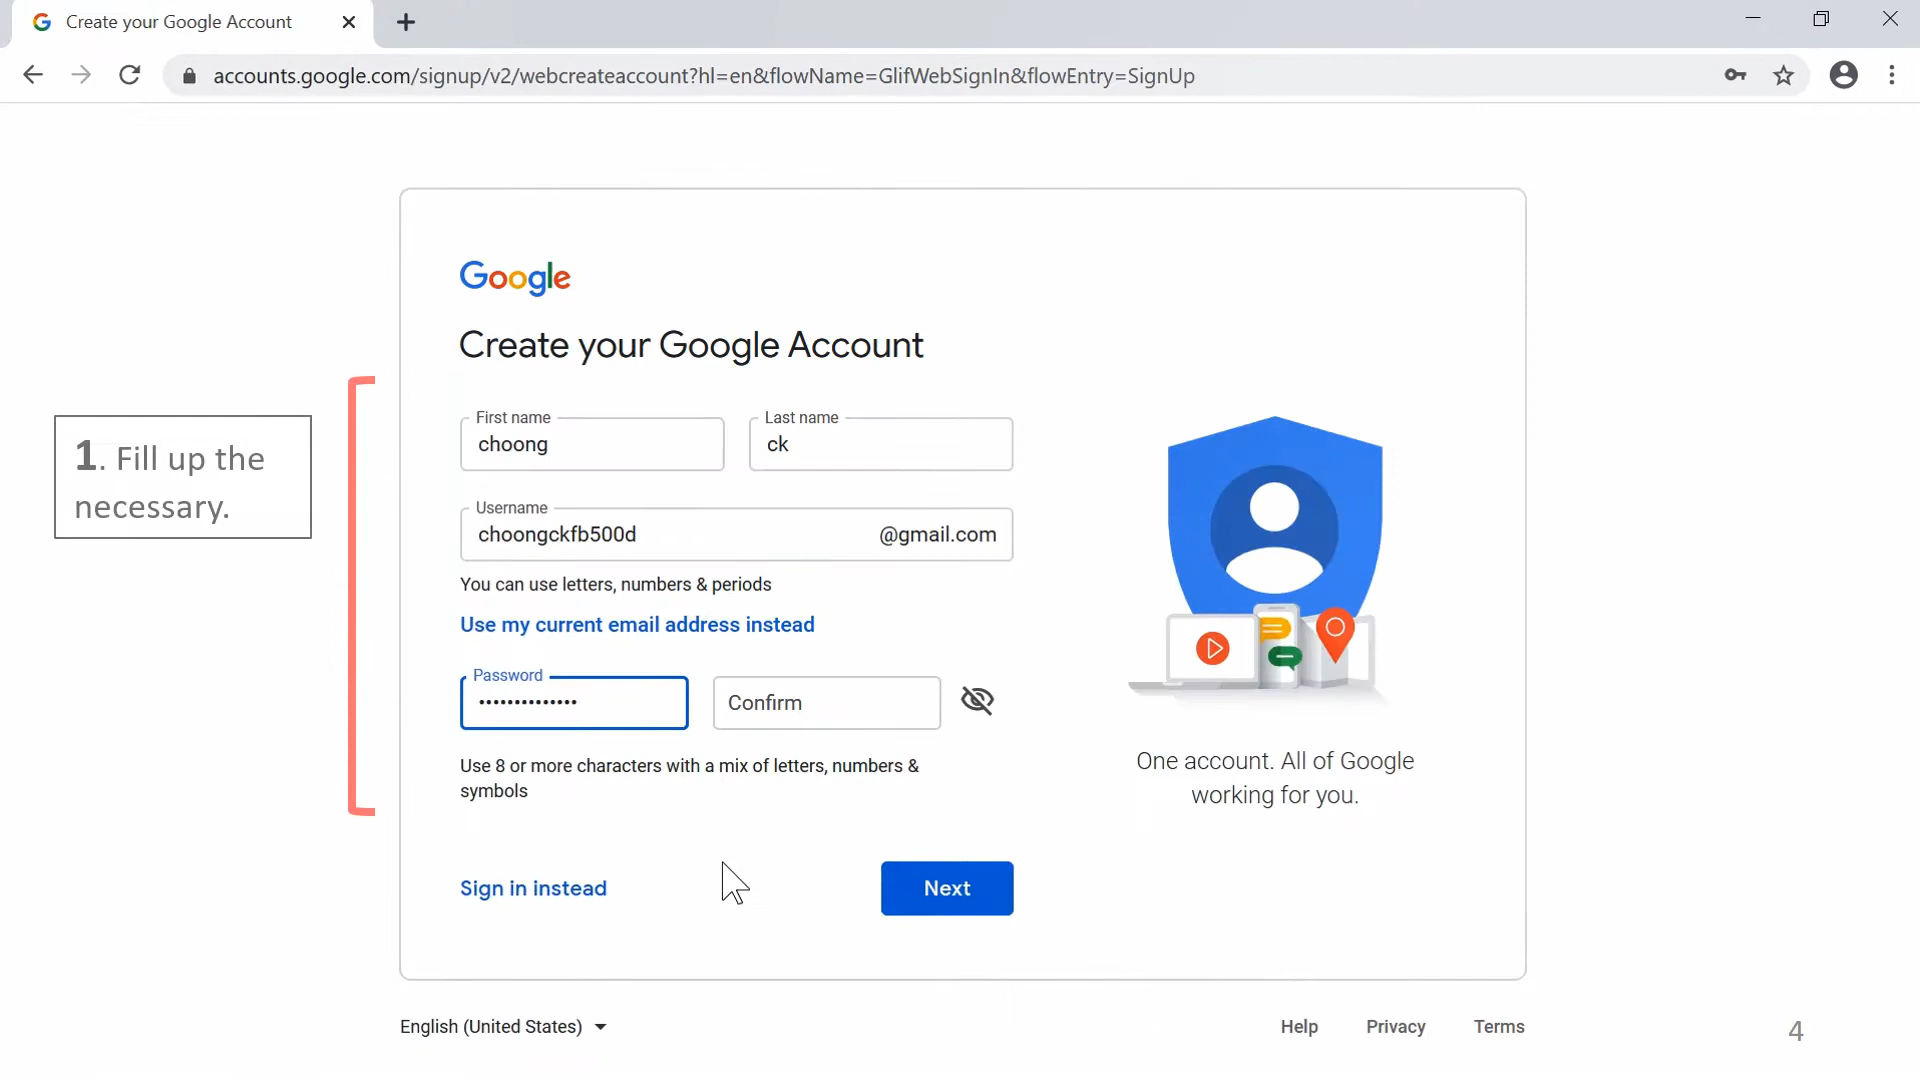 Create your Google Account
accounts.google.com/signup/v2/webcreateaccount?hl=en&flowName=GlifWebSignIn&flowEntry=SignUp
Google
Create your Google Account
1. Fill up the
necessary.
First name
choong
Last name
ck
Username
choongckfb500d
@gmail.com
You can use letters, numbers & periods
Use my current email address instead
Password
••••••••••••••
Confirm
Use 8 or more characters with a mix of letters, numbers &
symbols
One account. All of Google
working for you.
Sign in instead
Next
English (United States)
Help
Privacy
Terms
4